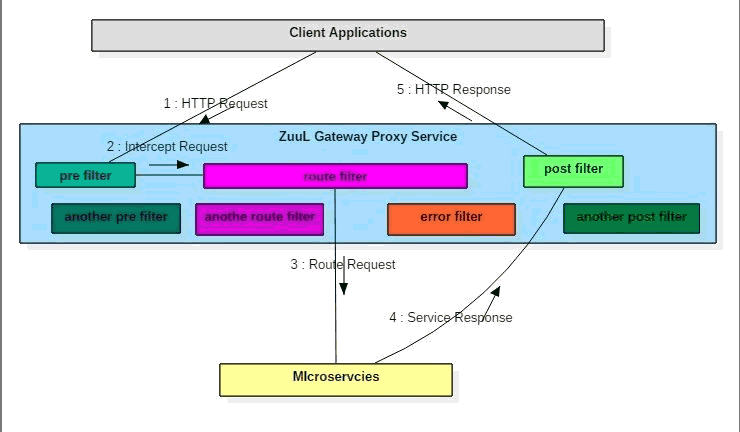 Client Applications
1 : HTTP Request
5 : HTTP Response
ZuuL Gateway Proxy Service
2 : Intercept Request
pre filter
route filter
post filter
another pre filter
anothe route filter
error filter
another post filter
3 : Route Request
4 : Service Response
MIcroservcies